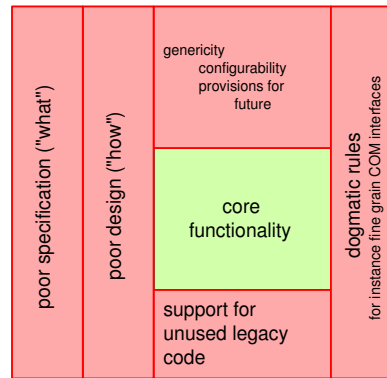 poor specification ("what")
poor design ("how")
genericity
configurability
provisions for
future
core
functionality
support for
unused legacy
code
dogmatic rules
for instance fine grain COM interfaces